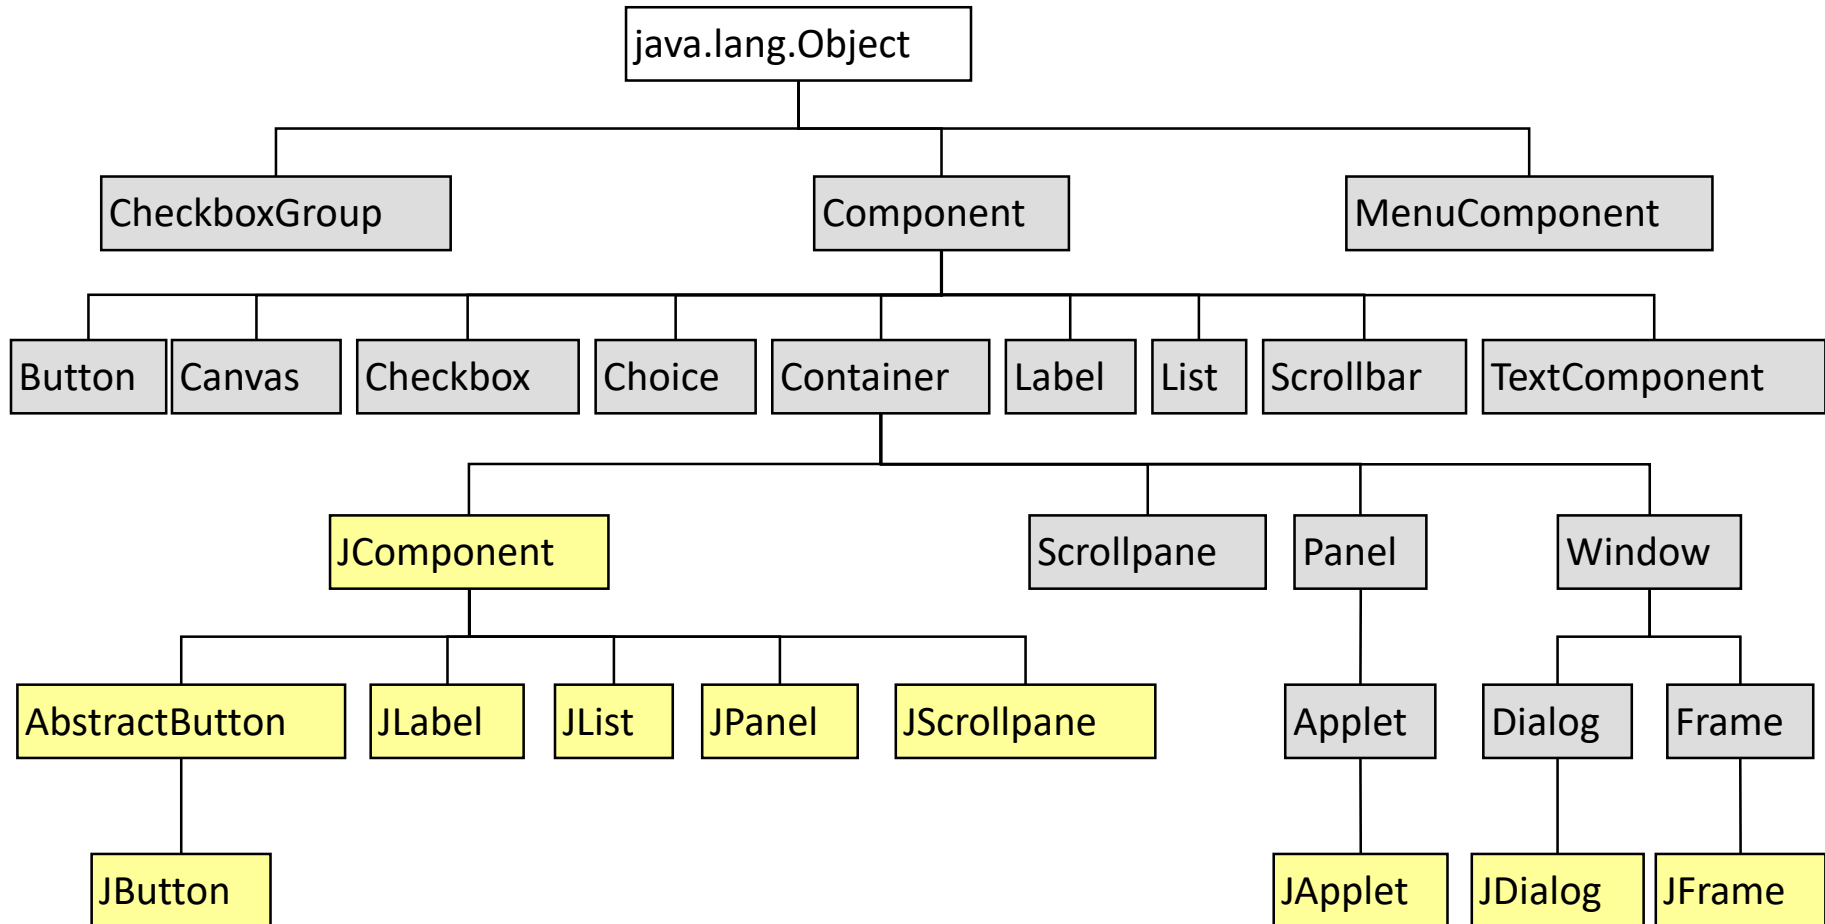 java.lang.Object
CheckboxGroup
Component
MenuComponent
Button
Canvas
Checkbox
Choice
Container
Label
List
Scrollbar
TextComponent
JComponent
Scrollpane
Panel
Window
AbstractButton
JLabel
JList
JPanel
JScrollpane
Applet
Dialog
Frame
JButton
JApplet
JDialog
JFrame